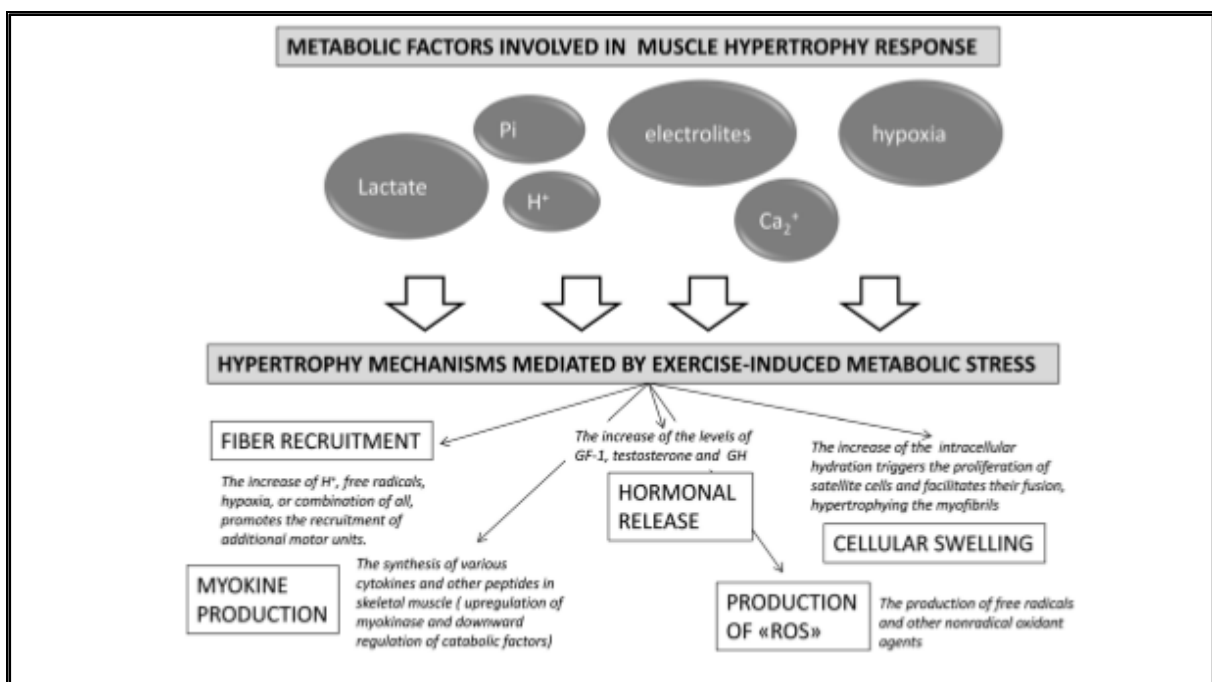 METABOLIC FACTORS INVOLVED IN MUSCLE HYPERTROPHY RESPONSE
Pi
electrolites
hypoxia
Lactate
H⁺
Ca₂⁺
HYPERTROPHY MECHANISMS MEDIATED BY EXERCISE-INDUCED METABOLIC STRESS
FIBER RECRUITMENT
The increase of H⁺, free radicals,
hypoxia, or combination of all,
promotes the recruitment of
additional motor units.
MYOKINE
PRODUCTION
The synthesis of various
cytokines and other peptides in
skeletal muscle ( upregulation of
myokinase and downward
regulation of catabolic factors)
The increase of the levels of
GF-1, testosterone and GH
HORMONAL
RELEASE
PRODUCTION
OF «ROS»
The production of free radicals
and other nonradical oxidant
agents
The increase of the intracellular
hydration triggers the proliferation of
satellite cells and facilitates their fusion,
hypertrophying the myofibrils
CELLULAR SWELLING